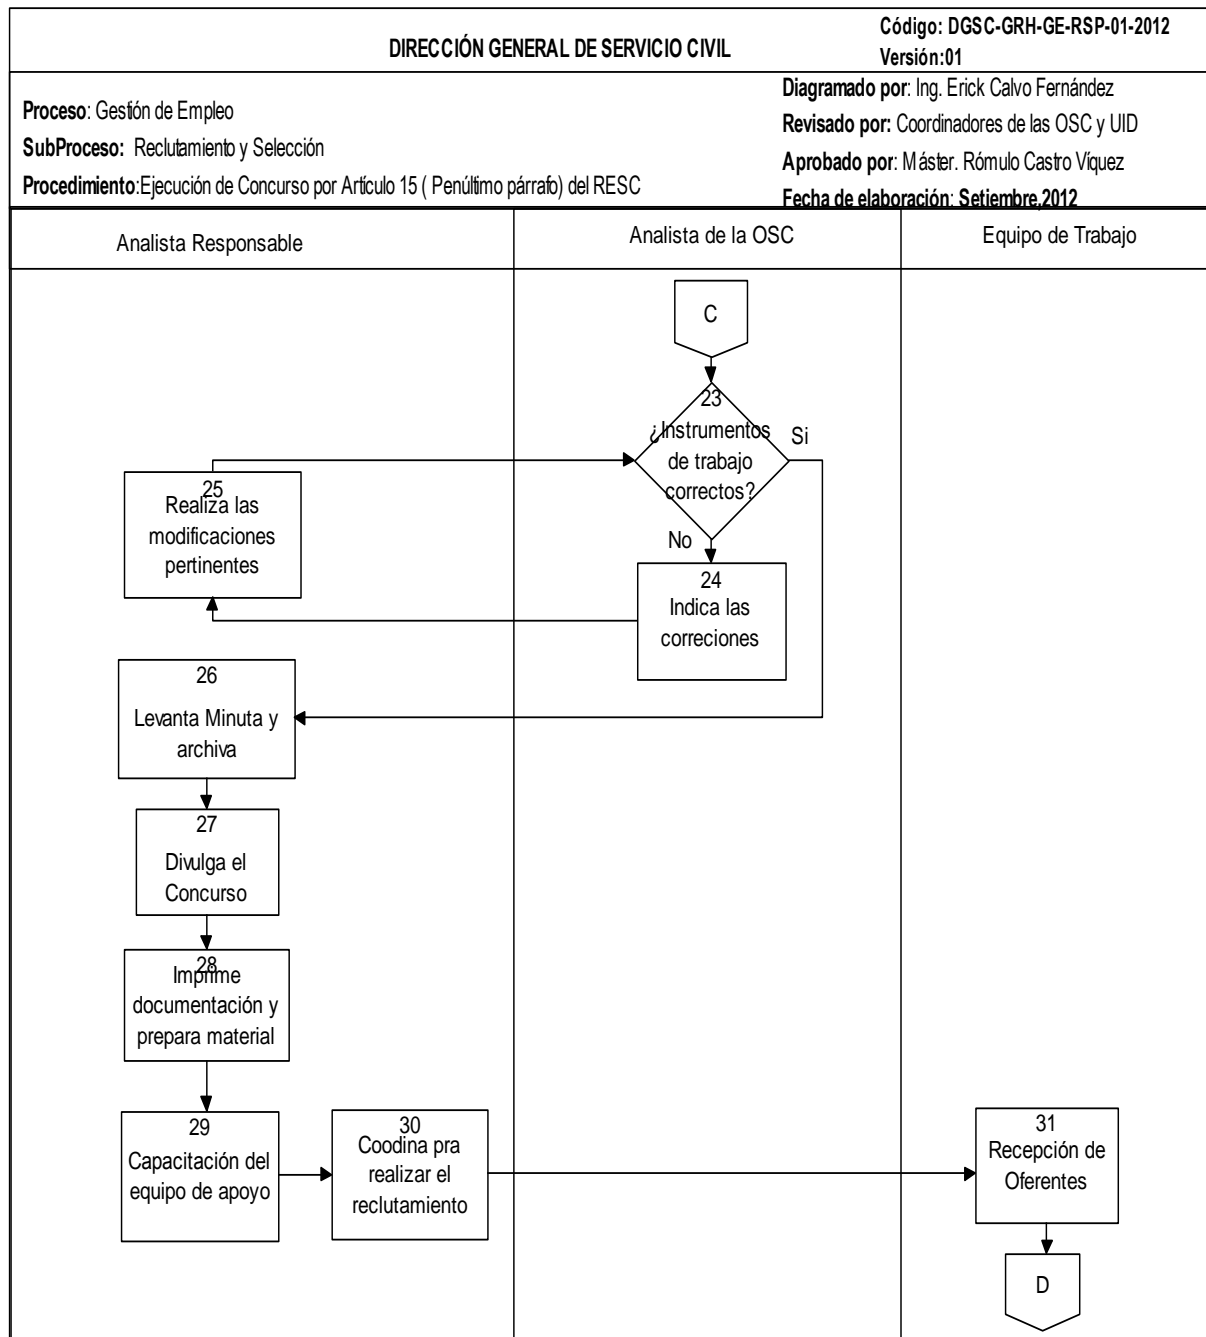 DIRECCIÓN GENERAL DE SERVICIO CIVIL
Código: DGSC-GRH-GE-RSP-01-2012
Versión:01
Proceso: Gestión de Empleo
SubProceso: Reclutamiento y Selección
Procedimiento:Ejecución de Concurso por Artículo 15 ( Penúltimo párrafo) del RESC
Diagramado por: Ing. Erick Calvo Fernández
Revisado por: Coordinadores de las OSC y UID
Aprobado por: Máster. Rómulo Castro Víquez
Fecha de elaboración: Setiembre,2012
Analista Responsable
Analista de la OSC
Equipo de Trabajo
C
23
¿Instrumentos
de trabajo
correctos?
Si
No
25
Realiza las
modificaciones
pertinentes
24
Indica las
correciones
26
Levanta Minuta y
archiva
27
Divulga el
Concurso
28
Imprime
documentación y
prepara material
29
Capacitación del
equipo de apoyo
30
Coodina pra
realizar el
reclutamiento
31
Recepción de
Oferentes
D